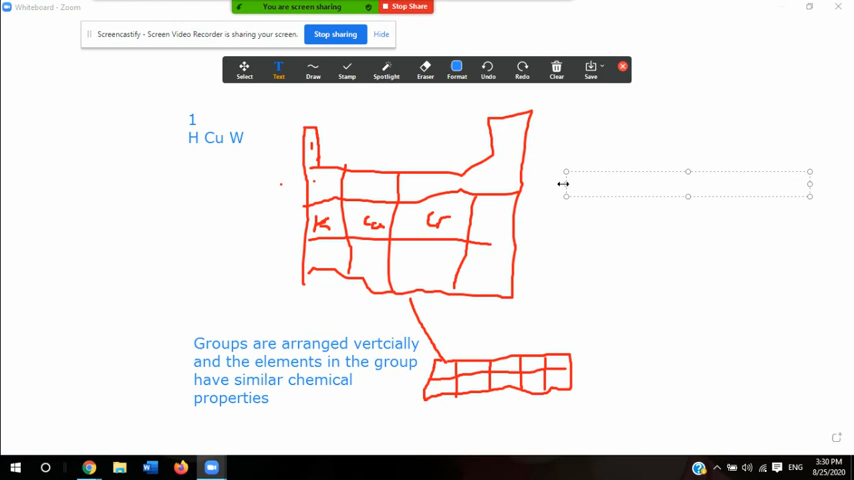 Whiteboard - Zoom
You are screen sharing
Stop Share
Screencastify - Screen Video Recorder is sharing your screen.
Stop sharing
Hide
Select
Text
Draw
Stamp
Spotlight
Eraser
Format
Undo
Redo
Clear
Save
1
H Cu W
1
K Ca Cr
Groups are arranged vertcially
and the elements in the group
have similar chemical
properties
ENG
3:30 PM
8/25/2020